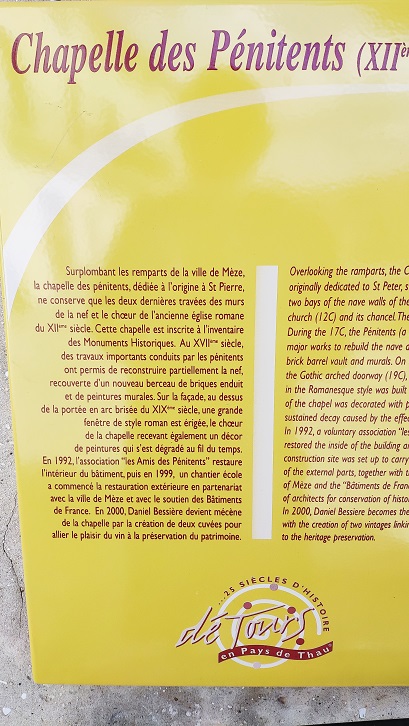 Chapelle des Pénitents (XII
Surplombant les remparts de la ville de Mèze,
la chapelle des pénitents, dédiée à l'origine à St Pierre,
ne conserve que les deux dernières travées des murs
de la nef et le chœur de l'ancienne église romane
du XIIème siècle. Cette chapelle est inscrite à l'inventaire
des Monuments Historiques. Au XVIIème siècle,
des travaux importants conduits par les pénitents
ont permis de reconstruire partiellement la nef,
recouverte d'un nouveau berceau de briques enduit
et de peintures murales. Sur la façade, au dessus
de la portée en arc brisée du XIXème siècle, une grande
fenêtre de style roman est érigée, le chœur
de la chapelle recevant également un décor
de peintures qui s'est dégradé au fil du temps.
En 1992, l'association "les Amis des Pénitents" restaure
l'intérieur du bâtiment, puis en 1999, un chantier école
a commencé la restauration extérieure en partenariat
avec la ville de Mèze et avec le soutien des Bâtiments
de France. En 2000, Daniel Bessière devient mécène
de la chapelle par la création de deux cuvées pour
allier le plaisir du vin à la préservation du patrimoine.
Overlooking the ramparts, the C
originally dedicated to St Peter, s
two bays of the nave walls of the
church (12C) and its chancel. The
During the 17C, the Pénitents (a
major works to rebuild the nave a
brick barrel vault and murals. On
the Gothic arched doorway (19C),
in the Romanesque style was built
of the chapel was decorated with p
sustained decay caused by the effe
In 1992, a voluntary association "les
restored the inside of the building a
construction site was set up to carry
of the external parts, together with t
of Mèze and the "Bâtiments de Fran
of architects for conservation of histo
In 2000, Daniel Bessière becomes the
with the creation of two vintages linkin
to the heritage preservation.
...25 SIÈCLES D'HISTOIRE
dé Tours
en Pays de Thau